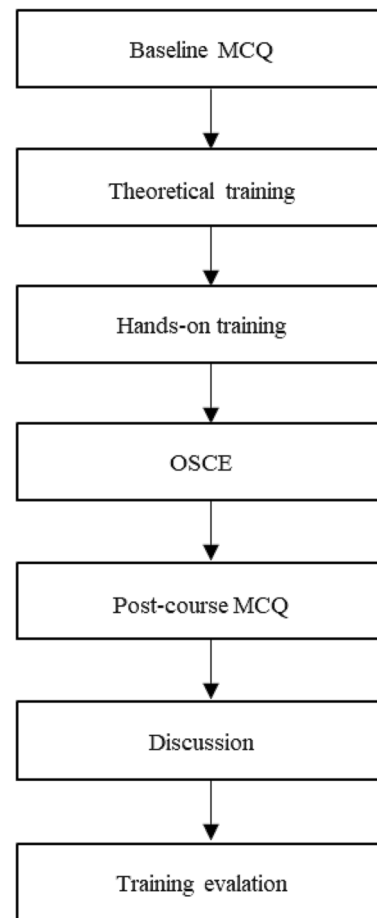 Baseline MCQ
Theoretical training
Hands-on training
OSCE
Post-course MCQ
Discussion
Training evalation